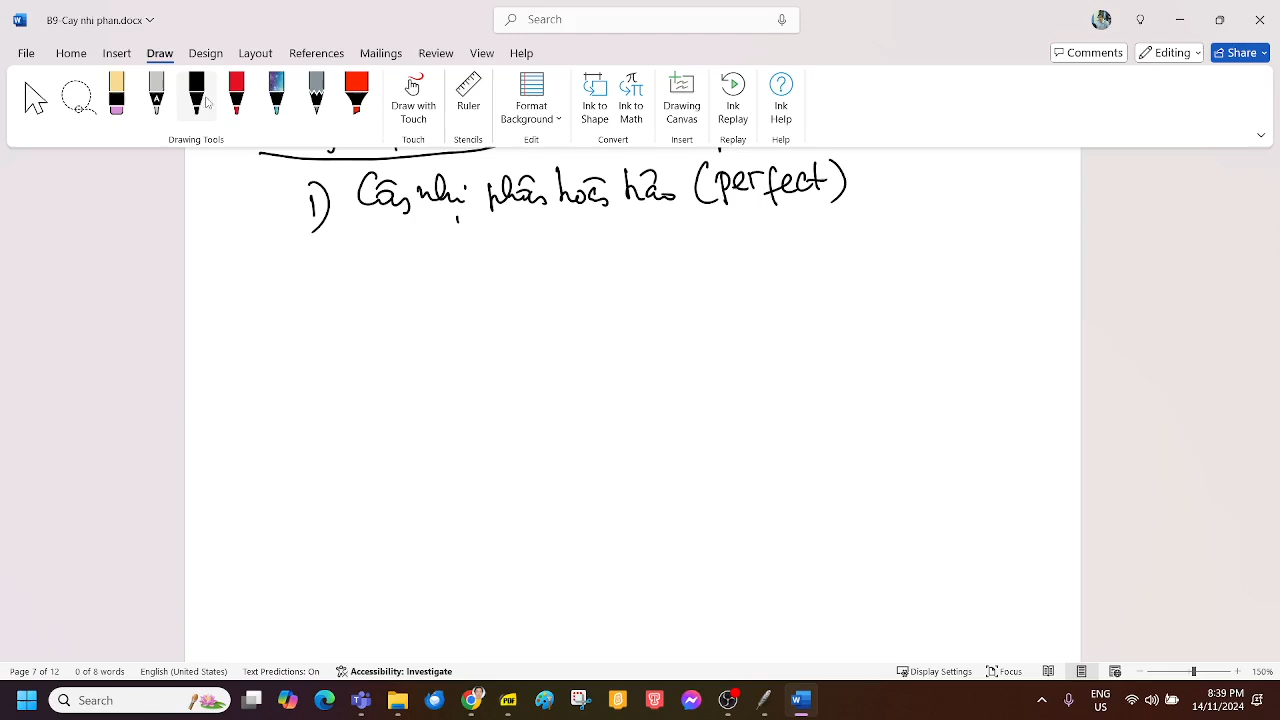 B9-Cay nhi phan.docx
Search
File Home Insert Draw Design Layout References Mailings Review View Help
Comments Editing Share
Draw with Touch
Ruler
Format Background
Ink to Shape
Ink to Math
Drawing Canvas
Ink Replay
Ink Help
Drawing Tools Touch Stencils Edit Convert Insert Replay Help
1) Cây nhị phân hoàn hảo (perfect)
Page 7 of 12 0 of 8 words English (United States) Text Predictions: On Accessibility: Investigate Display Settings Focus 150%
Search
ENG US
8:39 PM
14/11/2024